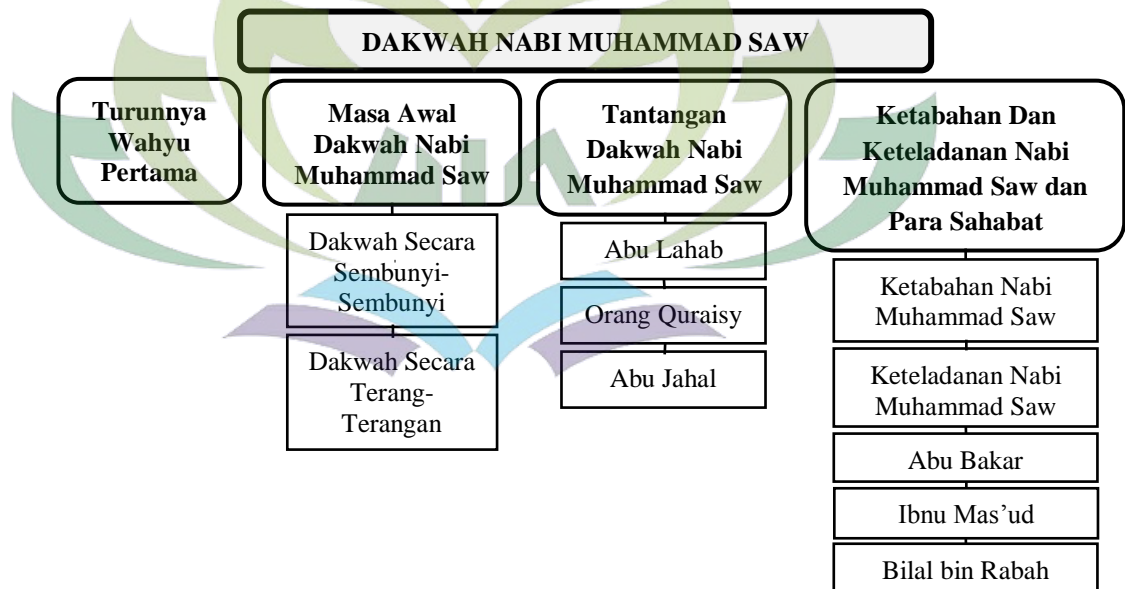 DAKWAH NABI MUHAMMAD SAW
Turunnya
Wahyu
Pertama
Masa Awal
Dakwah Nabi
Muhammad Saw
Dakwah Secara
Sembunyi-
Sembunyi
Dakwah Secara
Terang-
Terangan
Tantangan
Dakwah Nabi
Muhammad Saw
Abu Lahab
Orang Quraisy
Abu Jahal
Ketabahan Dan
Keteladanan Nabi
Muhammad Saw dan
Para Sahabat
Ketabahan Nabi
Muhammad Saw
Keteladanan Nabi
Muhammad Saw
Abu Bakar
Ibnu Mas’ud
Bilal bin Rabah